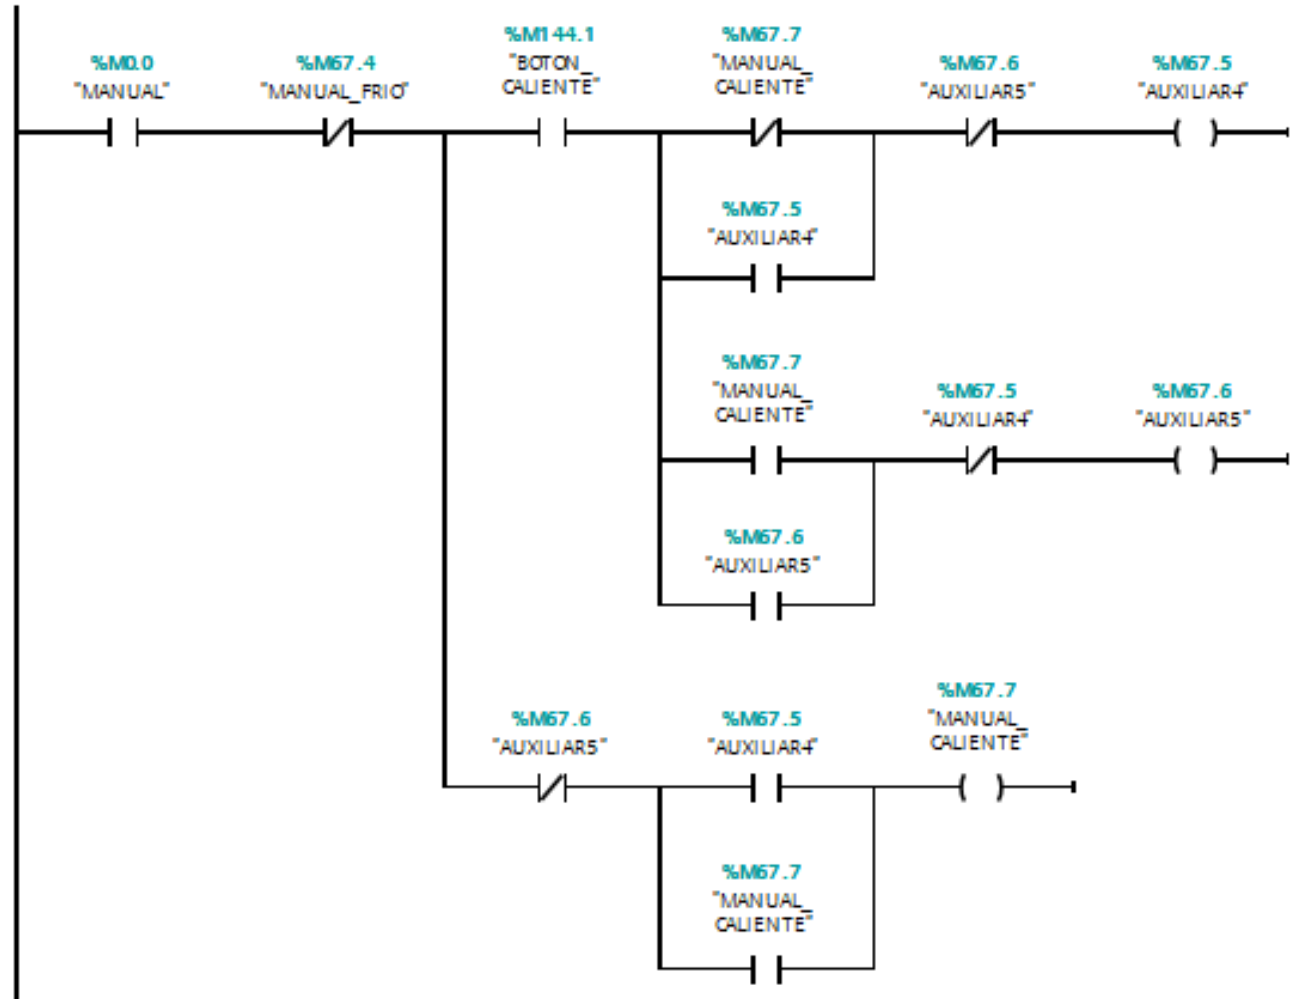 %M0.0
"MANUAL"
%M67.4
"MANUAL_FRIO"
%M144.1
"BOTON_
CALIENTE"
%M67.7
"MANUAL_
CALIENTE"
%M67.6
"AUXILIAR5"
%M67.5
"AUXILIAR4"
%M67.5
"AUXILIAR4"
%M67.7
"MANUAL_
CALIENTE"
%M67.5
"AUXILIAR4"
%M67.6
"AUXILIAR5"
%M67.6
"AUXILIAR5"
%M67.6
"AUXILIAR5"
%M67.5
"AUXILIAR4"
%M67.7
"MANUAL_
CALIENTE"
%M67.7
"MANUAL_
CALIENTE"